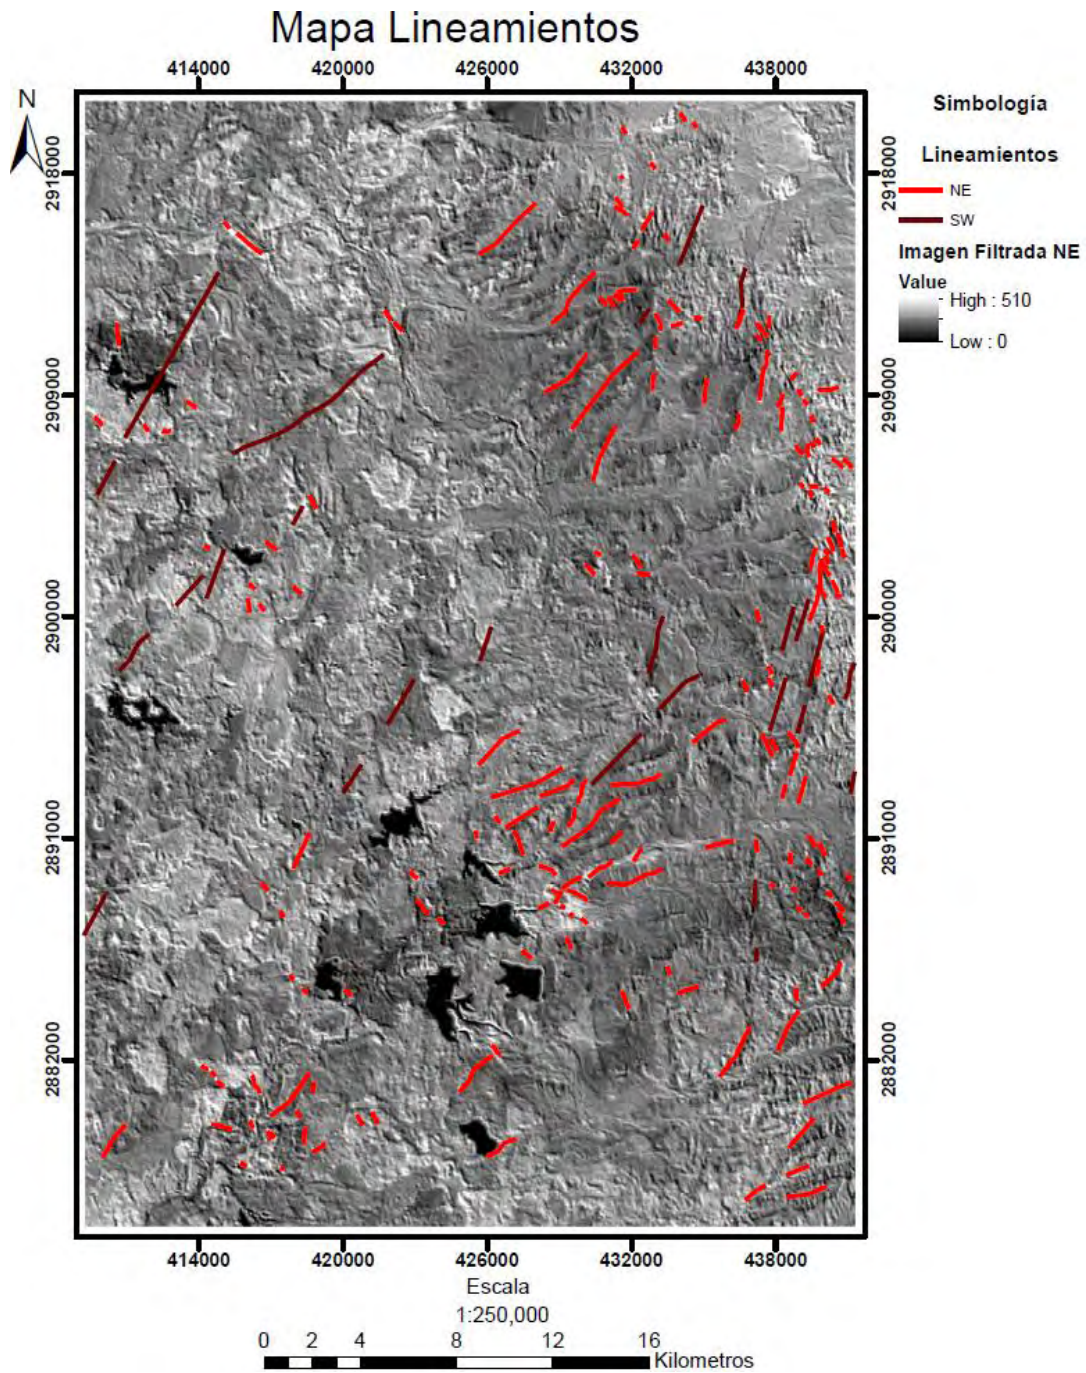 Mapa Lineamientos
414000 420000 426000 432000 438000
N
Simbología
Lineamientos
NE
SW
Imagen Filtrada NE
Value
High : 510
Low : 0
2918000 2918000
2909000 2909000
2900000 2900000
2891000 2891000
2882000 2882000
414000 420000 426000 432000 438000
Escala
1:250,000
0 2 4 8 12 16
Kilometros